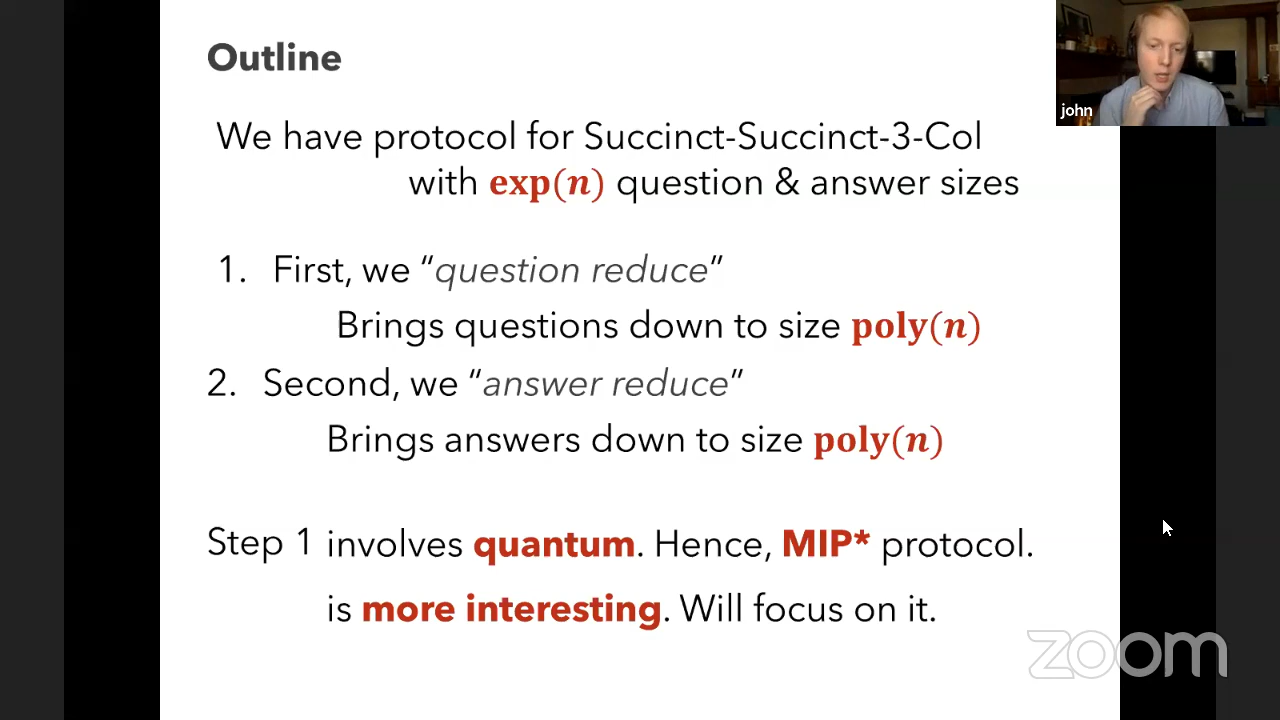 Outline
john
We have protocol for Succinct-Succinct-3-Col
with exp(n) question & answer sizes
1. First, we “question reduce”
Brings questions down to size poly(n)
2. Second, we “answer reduce”
Brings answers down to size poly(n)
Step 1 involves quantum. Hence, MIP* protocol.
is more interesting. Will focus on it.
zoom